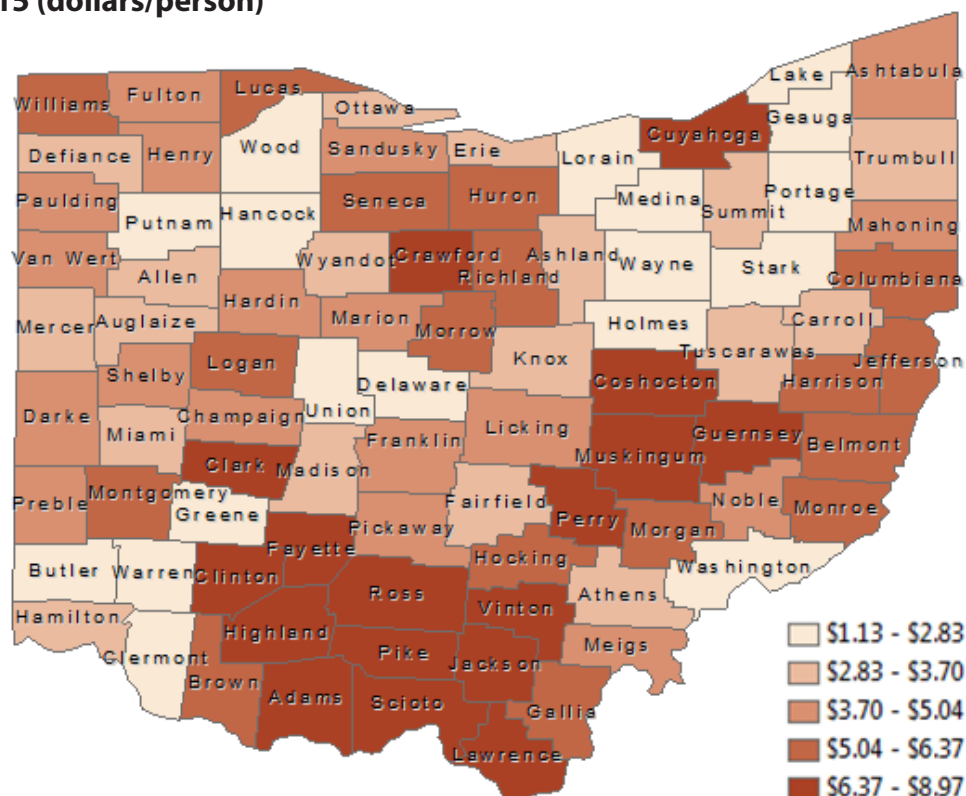 15 (dollars/person)
Lake
Ashtabula
Williams
Fulton
Lucas
Ottawa
Geauga
Cuyahoga
Wood
Defiance
Henry
Sandusky
Erie
Lorain
Trumbull
Paulding
Seneca
Huron
Medina
Portage
Summit
Putnam
Hancock
Mahoning
Van Wert
Wyandot
Crawford
Ashland
Richland
Wayne
Stark
Allen
Columbiana
Hardin
Mercer
Auglaize
Marion
Morrow
Holmes
Carroll
Tuscarawas
Logan
Knox
Jefferson
Shelby
Delaware
Coshocton
Harrison
Darke
Champaign
Union
Miami
Franklin
Licking
Guernsey
Belmont
Muskingum
Clark
Madison
Preble
Montgomery
Fairfield
Noble
Monroe
Greene
Perry
Pickaway
Morgan
Fayette
Hocking
Butler
Warren
Clinton
Washington
Ross
Vinton
Athens
Hamilton
Highland
Meigs
Clermont
Pike
Jackson
Brown
Adams
Scioto
Gallia
Lawrence
$1.13 - $2.83
$2.83 - $3.70
$3.70 - $5.04
$5.04 - $6.37
$6.37 - $8.97